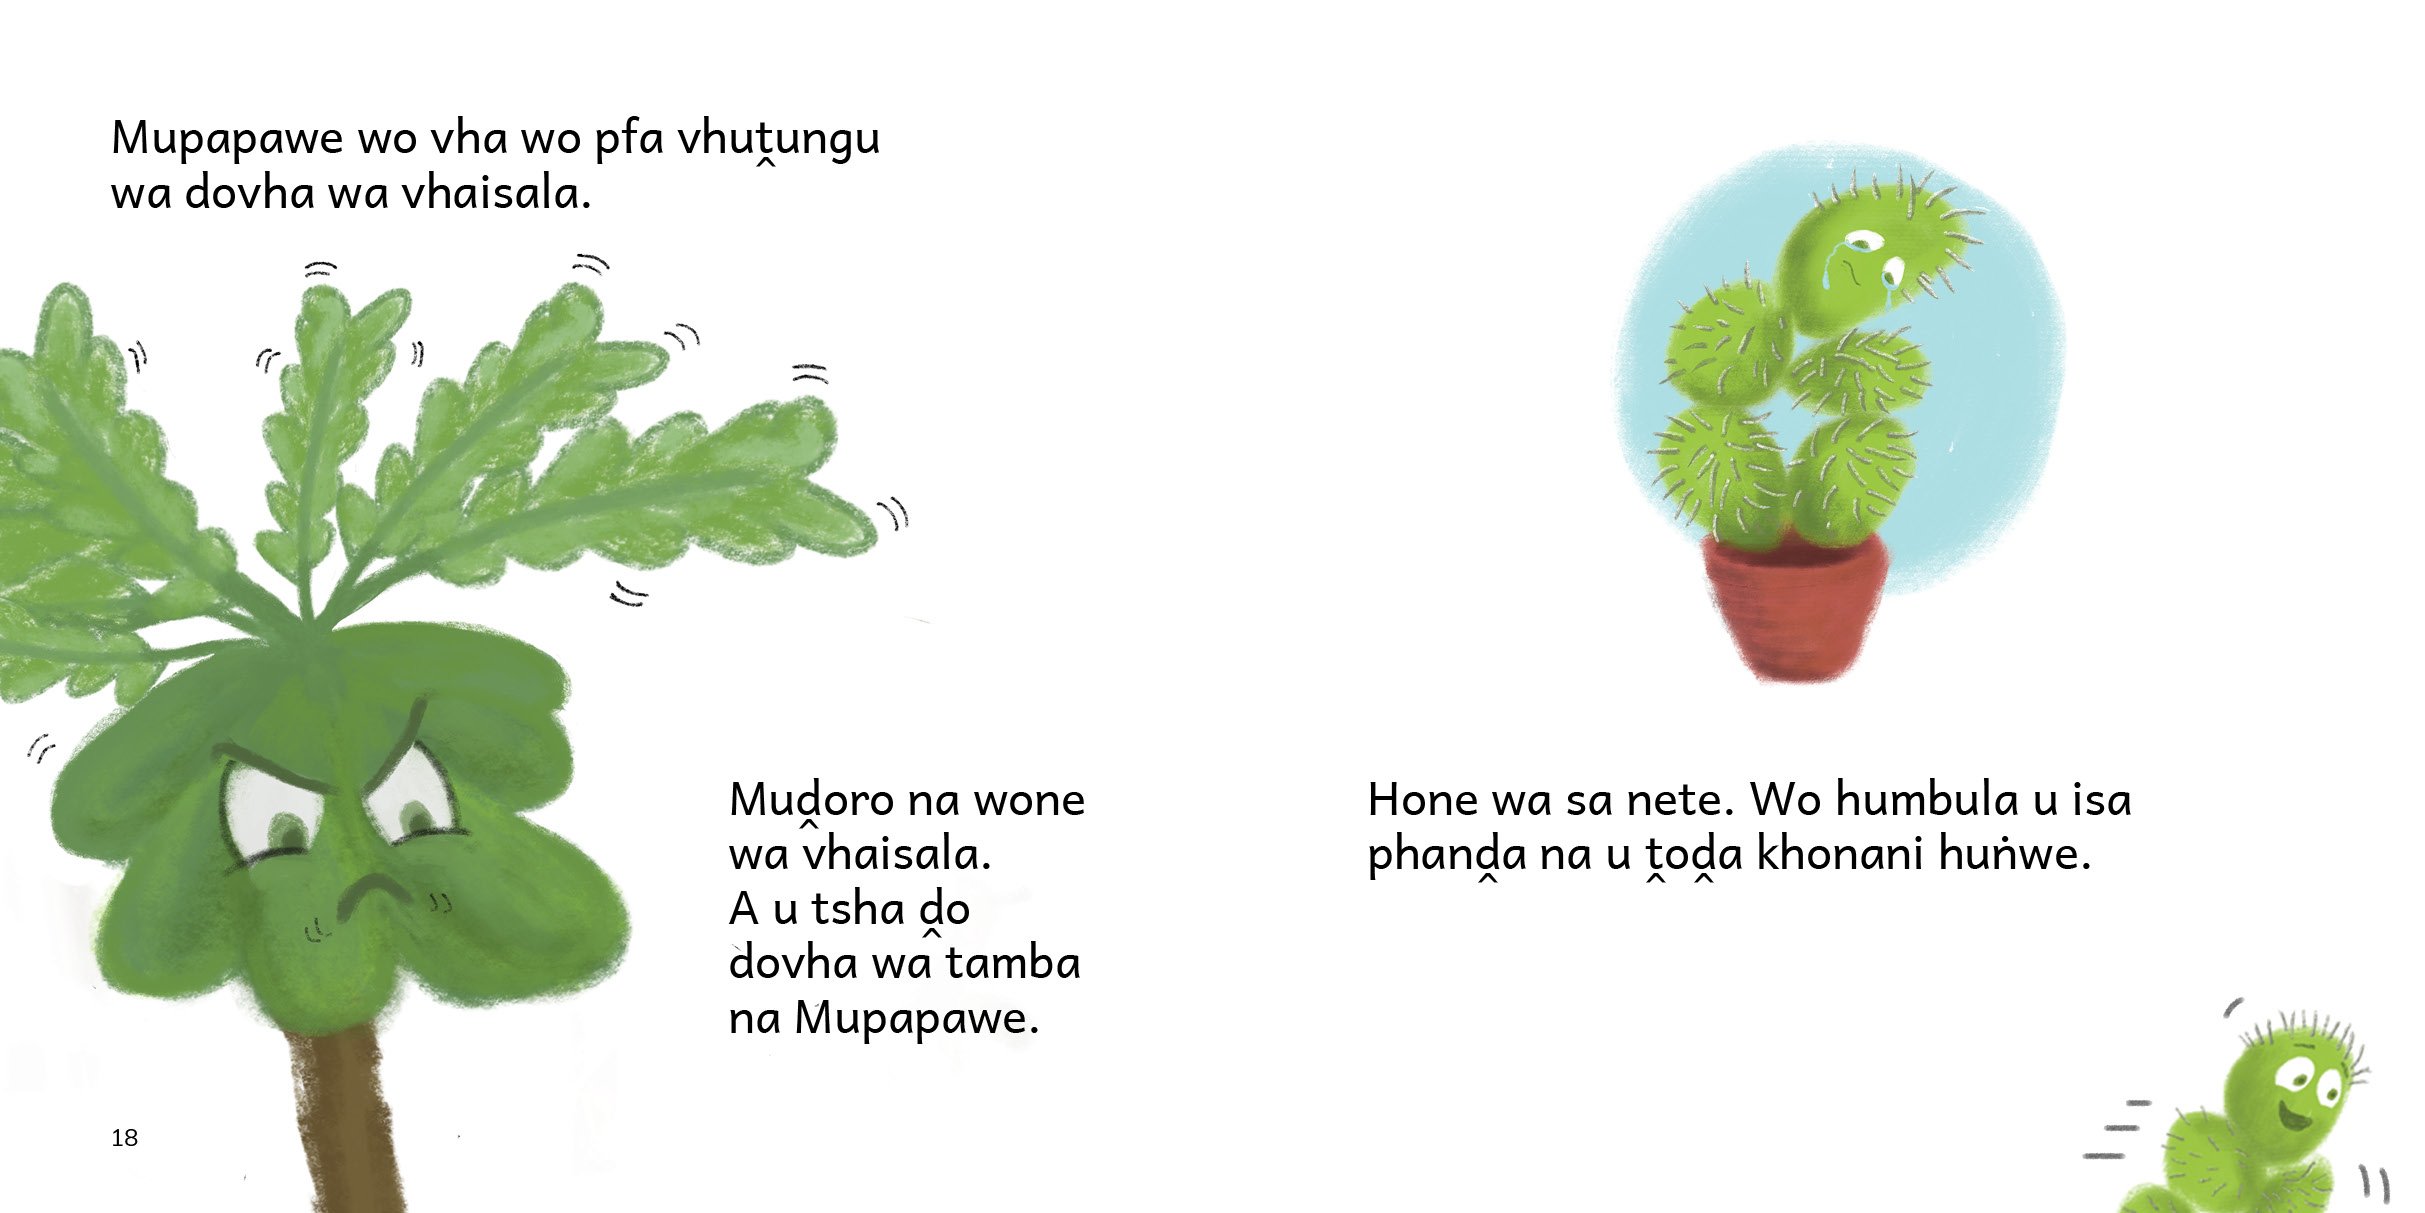 Mupapawe wo vha wo pfa vhuṱungu
wa dovha wa vhaisala.
Muḓoro na wone
wa vhaisala.
A u tsha ḓo
dovha wa tamba
na Mupapawe.
18
Hone wa sa nete. Wo humbula u isa
phanḓa na u ṱoḓa khonani huṅwe.